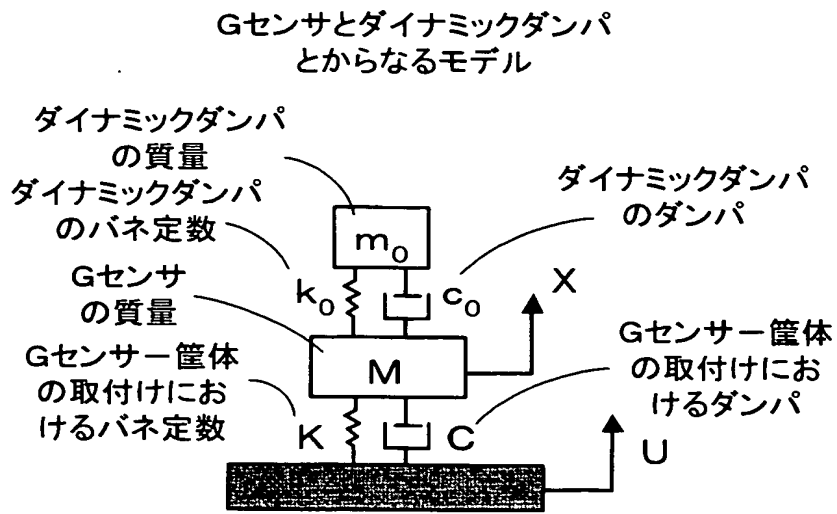 Gセンサとダイナミックダンパ
とからなるモデル
ダイナミックダンパ
の質量
ダイナミックダンパ
のバネ定数
Gセンサ
の質量
Gセンサー筐体
の取付けにお
けるバネ定数
ダイナミックダンパ
のダンパ
Gセンサー筐体
の取付けにお
けるダンパ
m₀
k₀
c₀
X
M
K
C
U